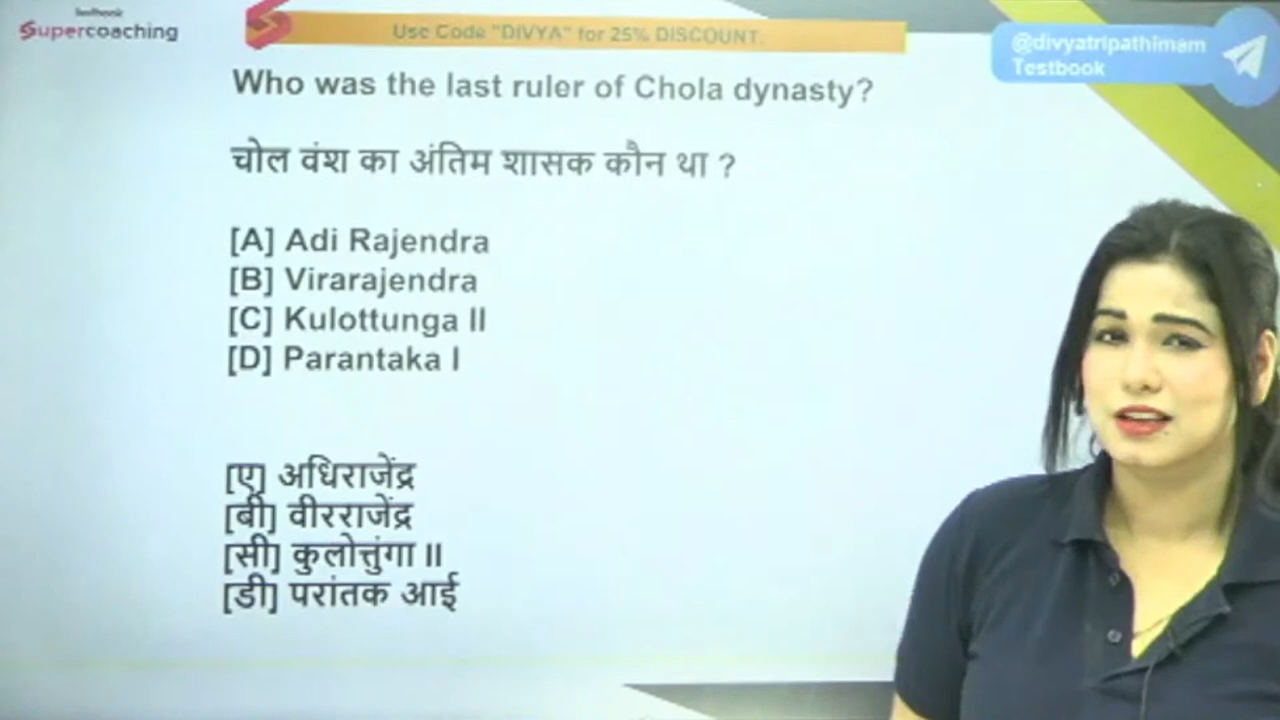 testbook
Supercoaching
Use Code "DIVYA" for 25% DISCOUNT.
@divyatripathimam
Testbook
Who was the last ruler of Chola dynasty?
चोल वंश का अंतिम शासक कौन था ?
[A] Adi Rajendra
[B] Virarajendra
[C] Kulottunga II
[D] Parantaka I
[ए] अधिराजेंद्र
[बी] वीरराजेंद्र
[सी] कुलोत्तुंगा II
[डी] परांतक आई